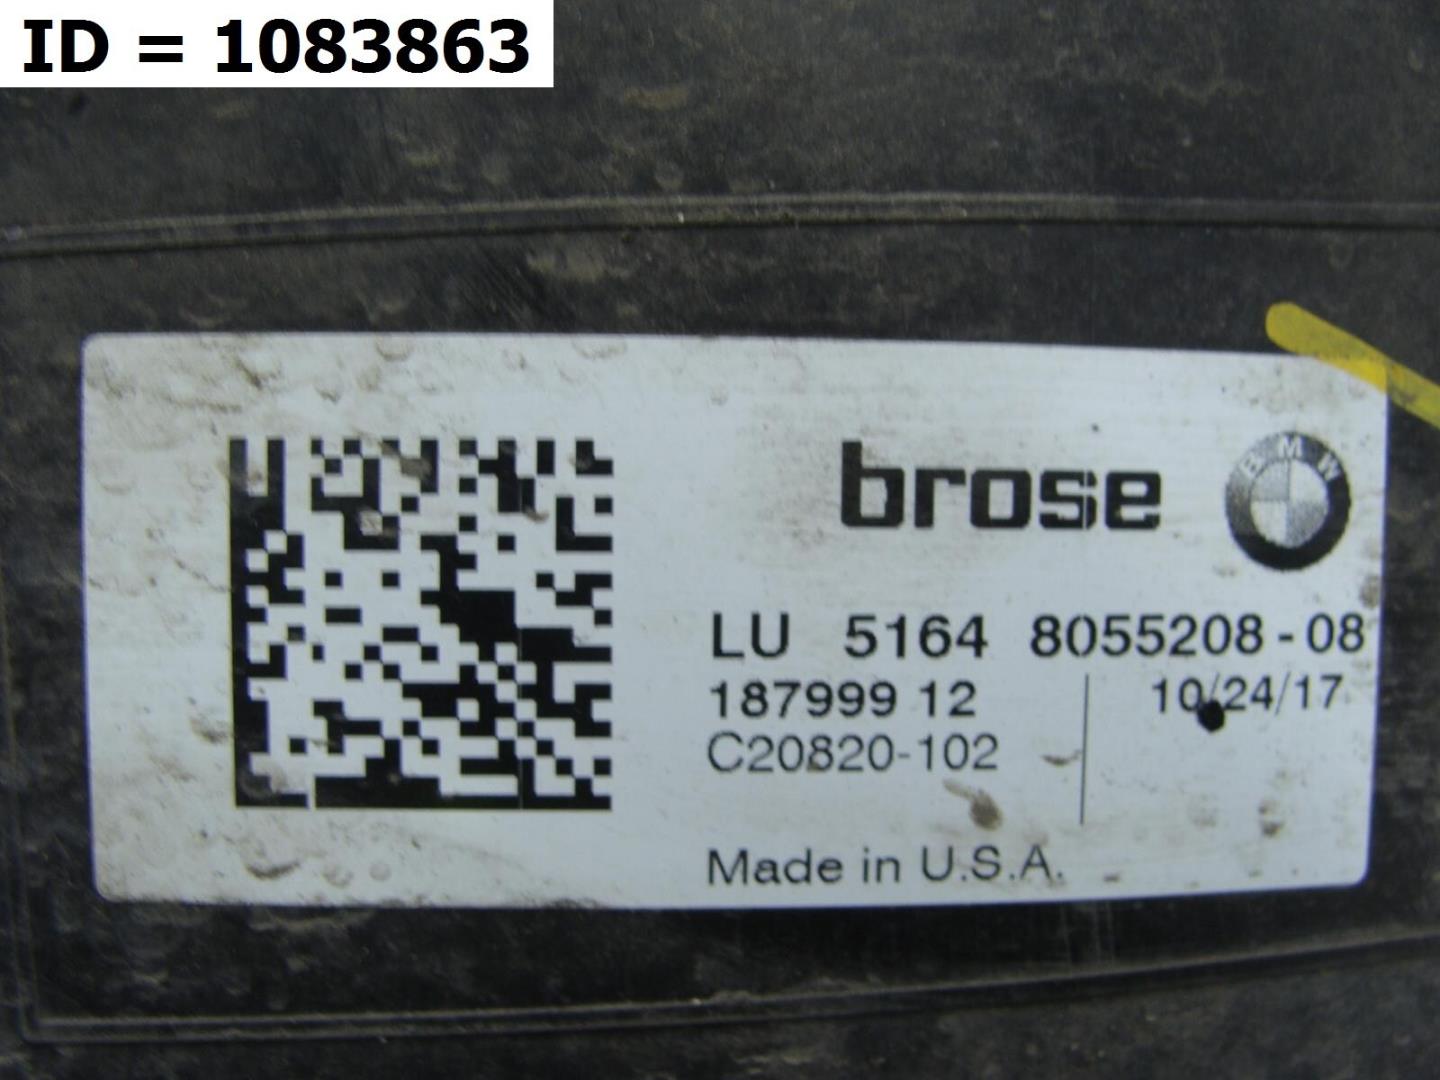 ID = 1083863
brose
BMW
LU 5164 8055208-08
187999 12 10/24/17
C20820-102
Made in U.S.A.